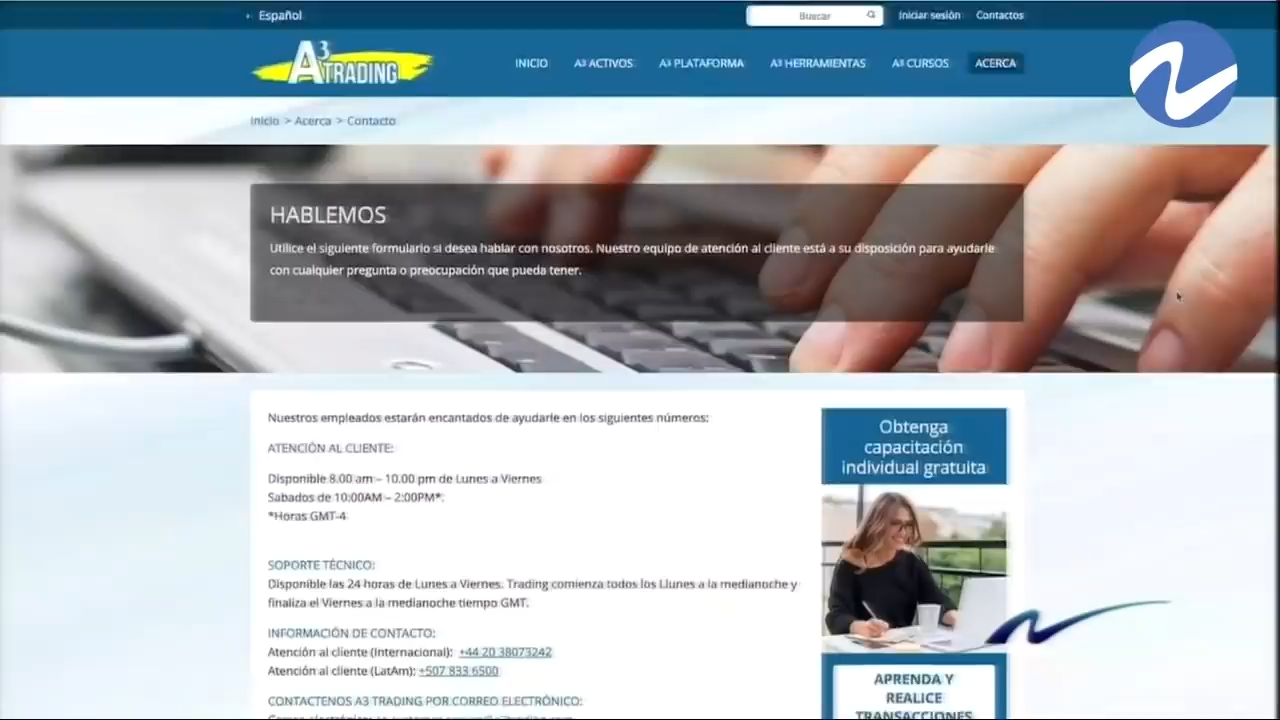 Español
Buscar
Iniciar sesión
Contactos
A3 TRADING
INICIO
A3 ACTIVOS
A3 PLATAFORMA
A3 HERRAMIENTAS
A3 CURSOS
ACERCA
Inicio > Acerca > Contacto
HABLEMOS
Utilice el siguiente formulario si desea hablar con nosotros. Nuestro equipo de atención al cliente está a su disposición para ayudarle
con cualquier pregunta o preocupación que pueda tener.
Nuestros empleados estarán encantados de ayudarle en los siguientes números:
ATENCIÓN AL CLIENTE:
Disponible 8.00 am – 10.00 pm de Lunes a Viernes
Sabados de 10:00AM – 2:00PM*:
*Horas GMT-4
SOPORTE TÉCNICO:
Disponible las 24 horas de Lunes a Viernes. Trading comienza todos los Llunes a la medianoche y
finaliza el Viernes a la medianoche tiempo GMT.
INFORMACIÓN DE CONTACTO:
Atención al cliente (Internacional): +44 20 38073242
Atención al cliente (LatAm): +507 833 6500
CONTACTENOS A3 TRADING POR CORREO ELECTRÓNICO:
Obtenga
capacitación
individual gratuita
APRENDA Y
REALICE
TRANSACCIONES